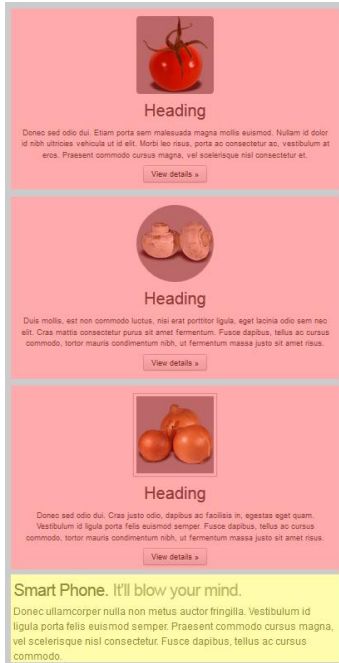 Heading
Donec sed odio dui. Etiam porta sem malesuada magna mollis euismod. Nullam id dolor
id nibh ultricies vehicula ut id elit. Morbi leo risus, porta ac consectetur ac, vestibulum at
eros. Praesent commodo cursus magna, vel scelerisque nisl consectetur et.
View details »
Heading
Duis mollis, est non commodo luctus, nisi erat porttitor ligula, eget lacinia odio sem nec
elit. Cras mattis consectetur purus sit amet fermentum. Fusce dapibus, tellus ac cursus
commodo, tortor mauris condimentum nibh, ut fermentum massa justo sit amet risus.
View details »
Heading
Donec sed odio dui. Cras justo odio, dapibus ac facilisis in, egestas eget quam.
Vestibulum id ligula porta felis euismod semper. Fusce dapibus, tellus ac cursus
commodo, tortor mauris condimentum nibh, ut fermentum massa justo sit amet risus.
View details »
Smart Phone. It'll blow your mind.
Donec ullamcorper nulla non metus auctor fringilla. Vestibulum id
ligula porta felis euismod semper. Praesent commodo cursus magna,
vel scelerisque nisl consectetur. Fusce dapibus, tellus ac cursus
commodo.